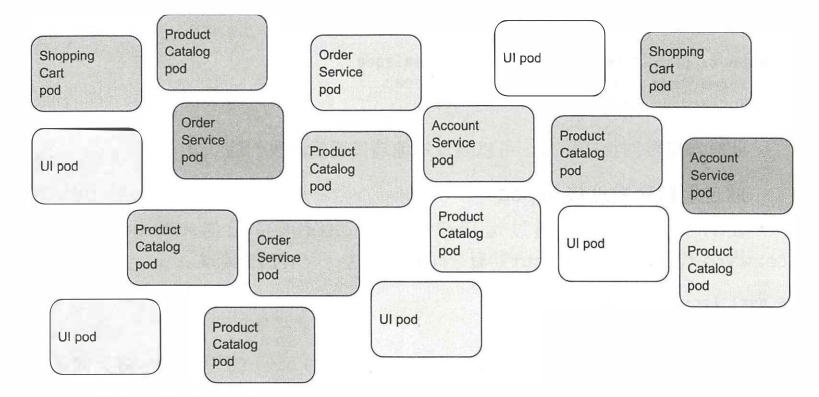 Shopping
Cart
pod
Product
Catalog
pod
Order
Service
pod
UI pod
Shopping
Cart
pod
UI pod
Order
Service
pod
Product
Catalog
pod
Account
Service
pod
Product
Catalog
pod
Account
Service
pod
Product
Catalog
pod
Order
Service
pod
Product
Catalog
pod
UI pod
Product
Catalog
pod
UI pod
Product
Catalog
pod
UI pod